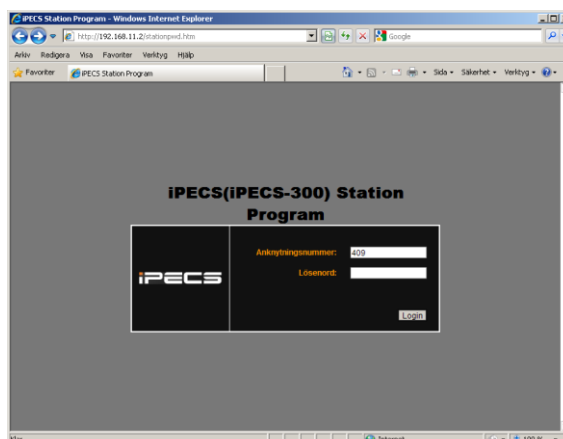 iPECS Station Program - Windows Internet Explorer
http://192.168.11.2/stationpwd.htm
Google
Arkiv Redigera Visa Favoriter Verktyg Hjälp
Favoriter iPECS Station Program Sida Säkerhet Verktyg
iPECS(iPECS-300) Station
Program
Anknytningsnummer: 409
Lösenord:
iPECS
Login
Internet 100 %